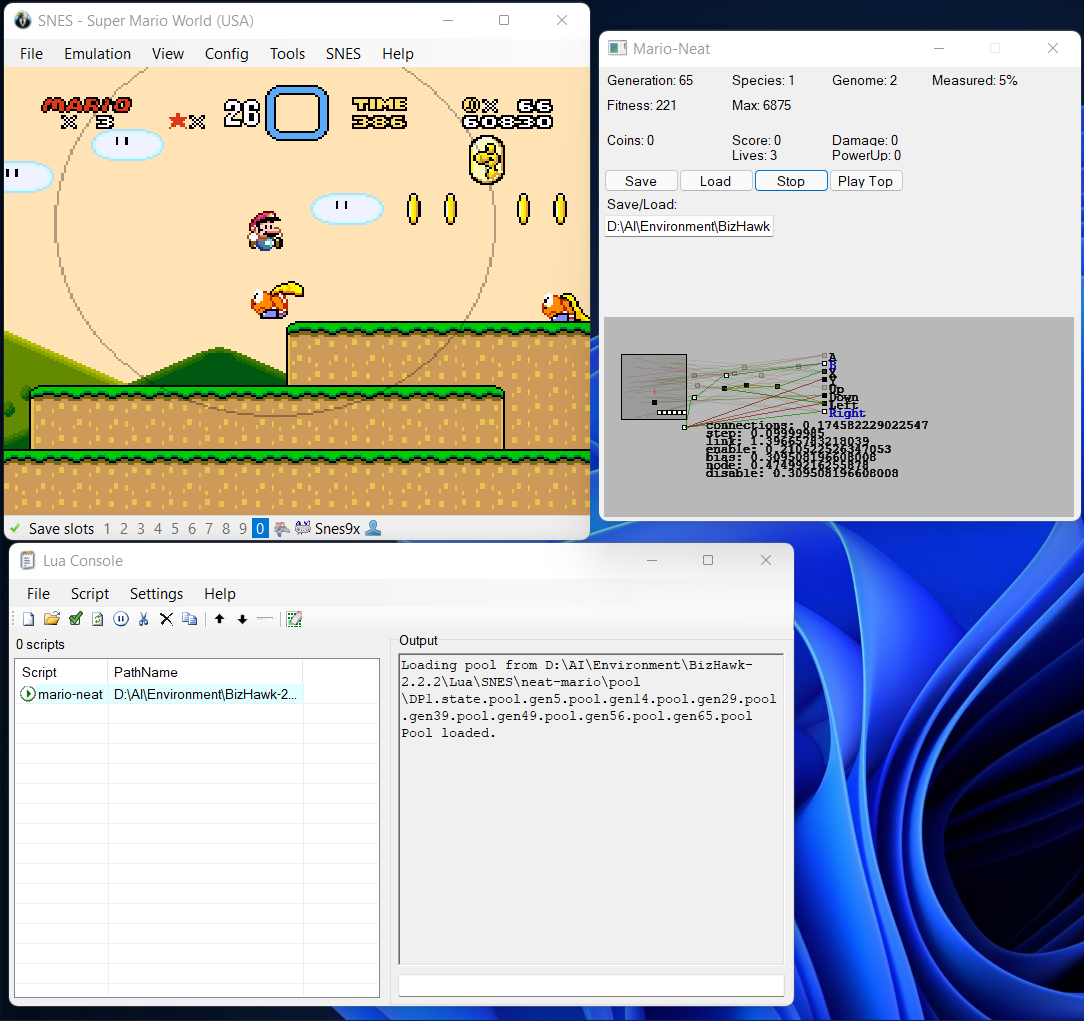 SNES - Super Mario World (USA)
File Emulation View Config Tools SNES Help
MARIO
x 3
★x 26
TIME
386
x 66
60830
Save slots 1 2 3 4 5 6 7 8 9 0 Snes9x
Mario-Neat
Generation: 65 Species: 1 Genome: 2 Measured: 5%
Fitness: 221 Max: 6875
Coins: 0 Score: 0 Damage: 0
Lives: 3 PowerUp: 0
Save Load Stop Play Top
Save/Load:
D:\AI\Environment\BizHawk
A
B
X
Y
Up
Down
Left
Right
connections: 0.174582229022547
step: 0.09999985
link: 1.39665783218039
enable: 0.210522526347053
bias: 0.309508196608008
node: 0.47499216255878
disable: 0.309508196608008
Lua Console
File Script Settings Help
0 scripts
Script PathName
mario-neat D:\AI\Environment\BizHawk-2...
Output
Loading pool from D:\AI\Environment\BizHawk-
2.2.2\Lua\SNES\neat-mario\pool
\DP1.state.pool.gen5.pool.gen14.pool.gen29.pool
.gen39.pool.gen49.pool.gen56.pool.gen65.pool
Pool loaded.